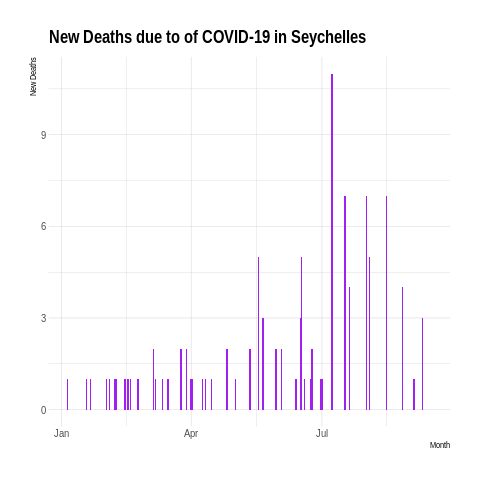 New Deaths due to of COVID-19 in Seychelles
New Deaths
9
6
3
0
Jan Apr Jul
Month